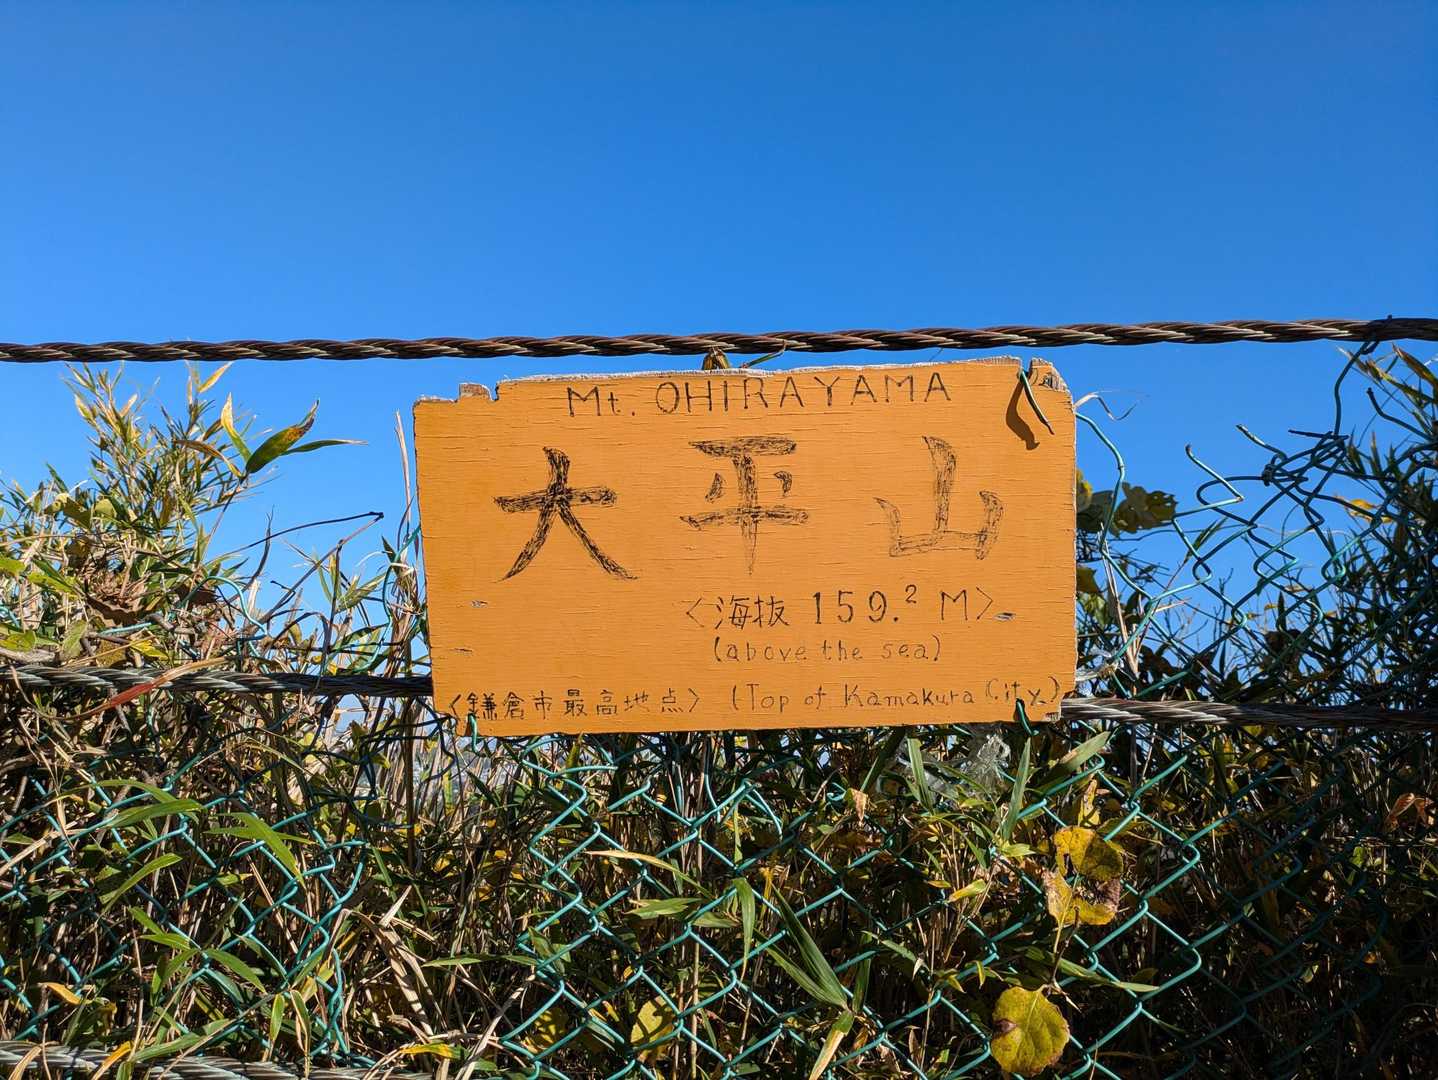 Mt. OHIRAYAMA
大平山
〈海抜 159.2 M〉
(above the sea)
〈鎌倉市最高地点〉 (Top of Kamakura City)